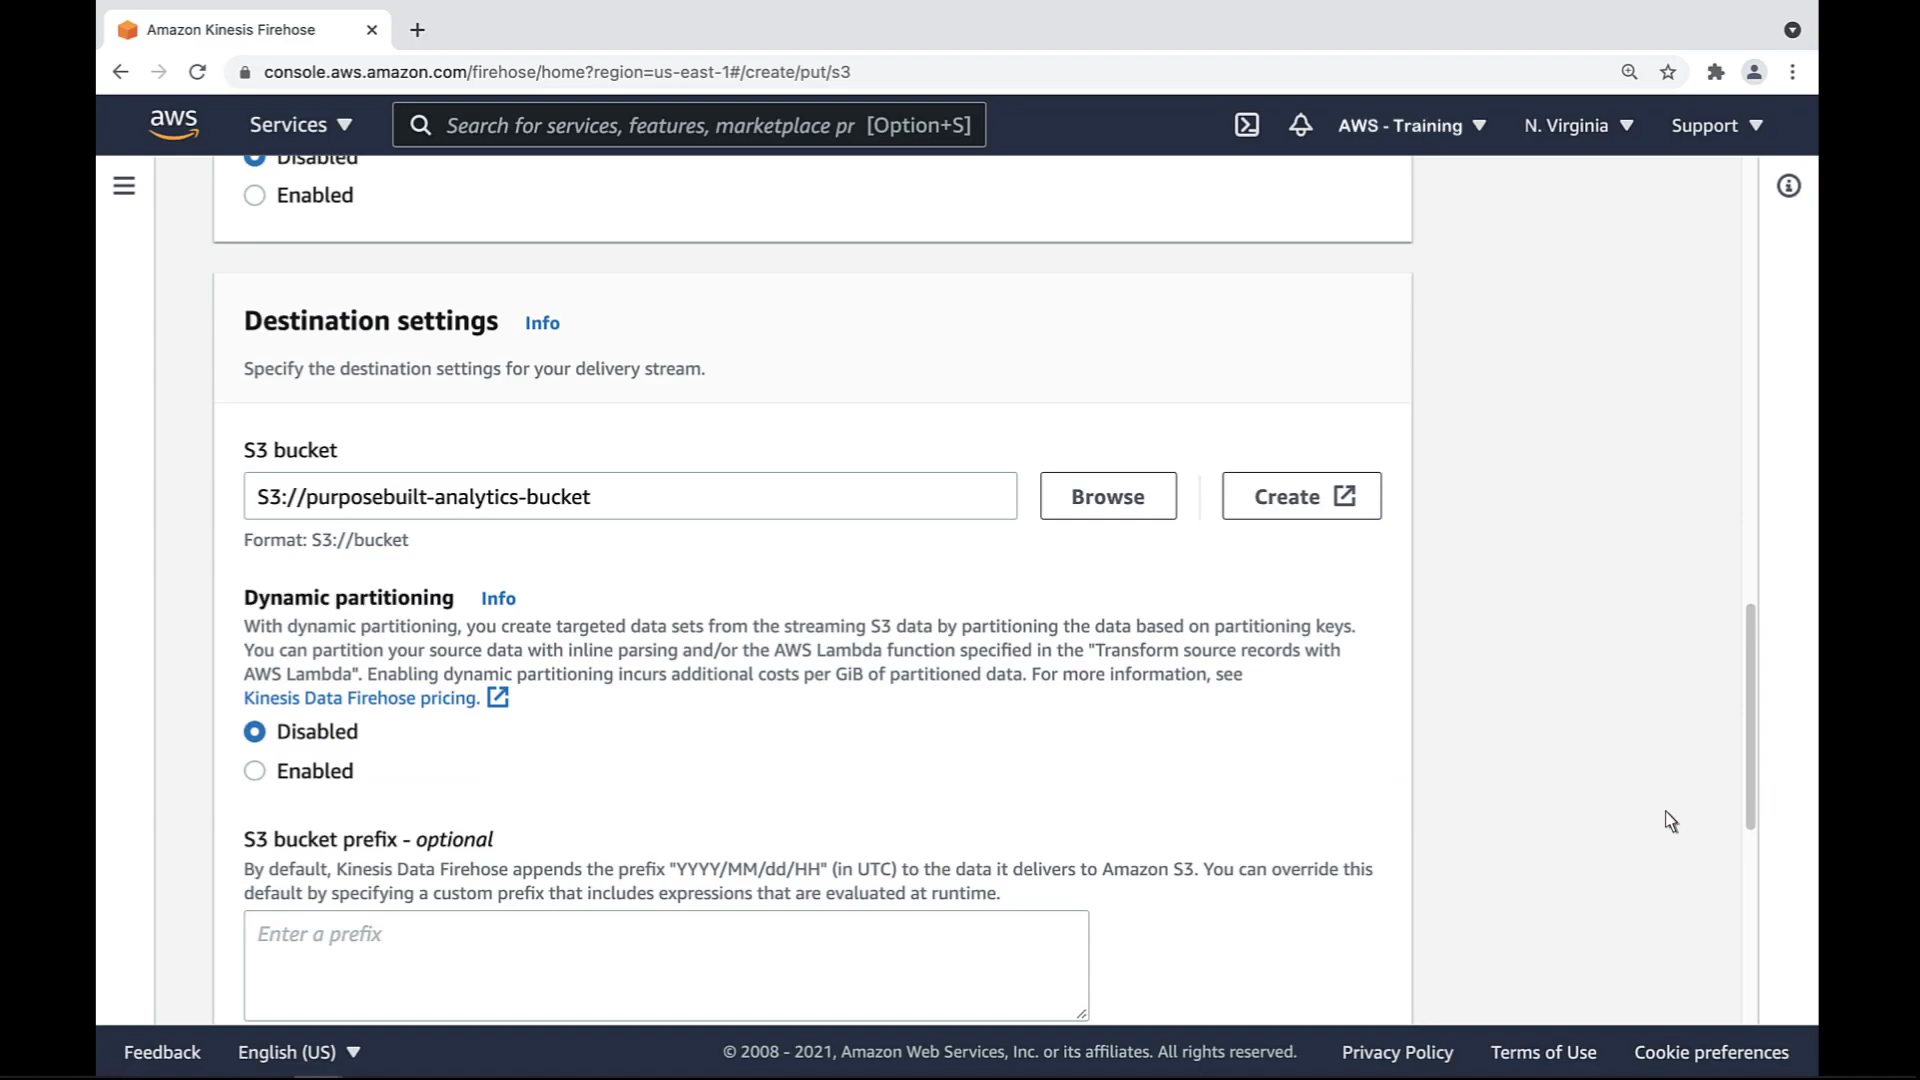 Amazon Kinesis Firehose
console.aws.amazon.com/firehose/home?region=us-east-1#/create/put/s3
aws Services Search for services, features, marketplace pr [Option+S] AWS - Training N. Virginia Support
Disabled
Enabled
Destination settings Info
Specify the destination settings for your delivery stream.
S3 bucket
S3://purposebuilt-analytics-bucket Browse Create
Format: S3://bucket
Dynamic partitioning Info
With dynamic partitioning, you create targeted data sets from the streaming S3 data by partitioning the data based on partitioning keys.
You can partition your source data with inline parsing and/or the AWS Lambda function specified in the "Transform source records with
AWS Lambda". Enabling dynamic partitioning incurs additional costs per GiB of partitioned data. For more information, see
Kinesis Data Firehose pricing.
Disabled
Enabled
S3 bucket prefix - optional
By default, Kinesis Data Firehose appends the prefix "YYYY/MM/dd/HH" (in UTC) to the data it delivers to Amazon S3. You can override this
default by specifying a custom prefix that includes expressions that are evaluated at runtime.
Enter a prefix
Feedback English (US) © 2008 - 2021, Amazon Web Services, Inc. or its affiliates. All rights reserved. Privacy Policy Terms of Use Cookie preferences